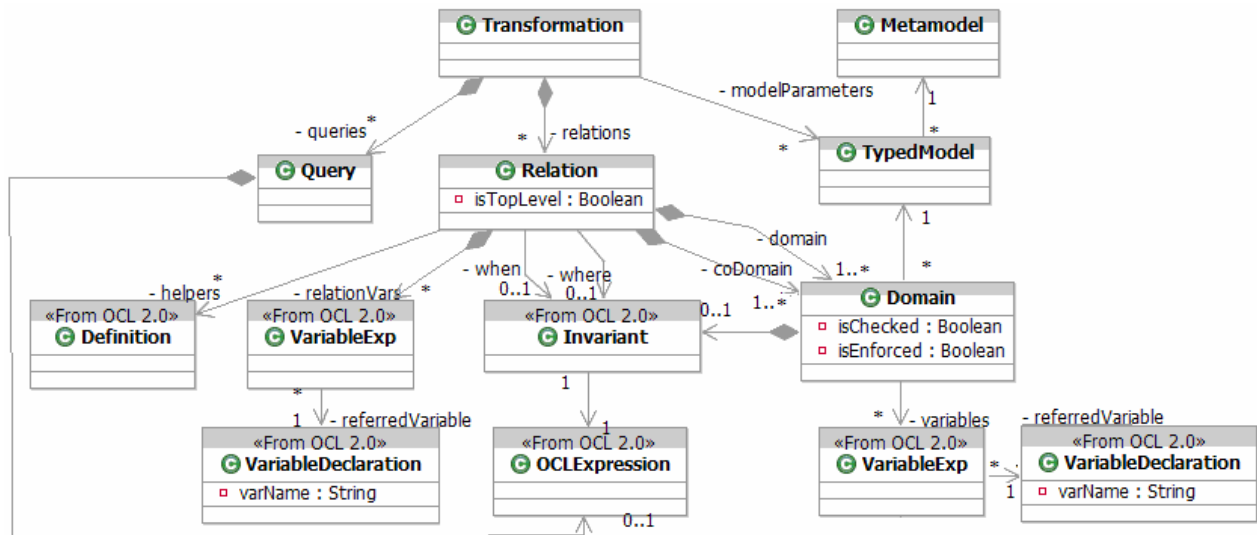 C Transformation
C Metamodel
- modelParameters
1
*
- queries
*
- relations
*
*
C Query
C Relation
isTopLevel : Boolean
C TypedModel
1
- domain
- when
- where
- coDomain
1..*
*
*
- helpers
- relationVars
*
0..1
0..1
0..1
1..*
«From OCL 2.0»
C Definition
«From OCL 2.0»
C VariableExp
«From OCL 2.0»
C Invariant
C Domain
isChecked : Boolean
isEnforced : Boolean
*
1
- referredVariable
1
1
*
- variables
- referredVariable
«From OCL 2.0»
C VariableDeclaration
varName : String
«From OCL 2.0»
C OCLExpression
«From OCL 2.0»
C VariableExp
*
1
«From OCL 2.0»
C VariableDeclaration
varName : String
0..1